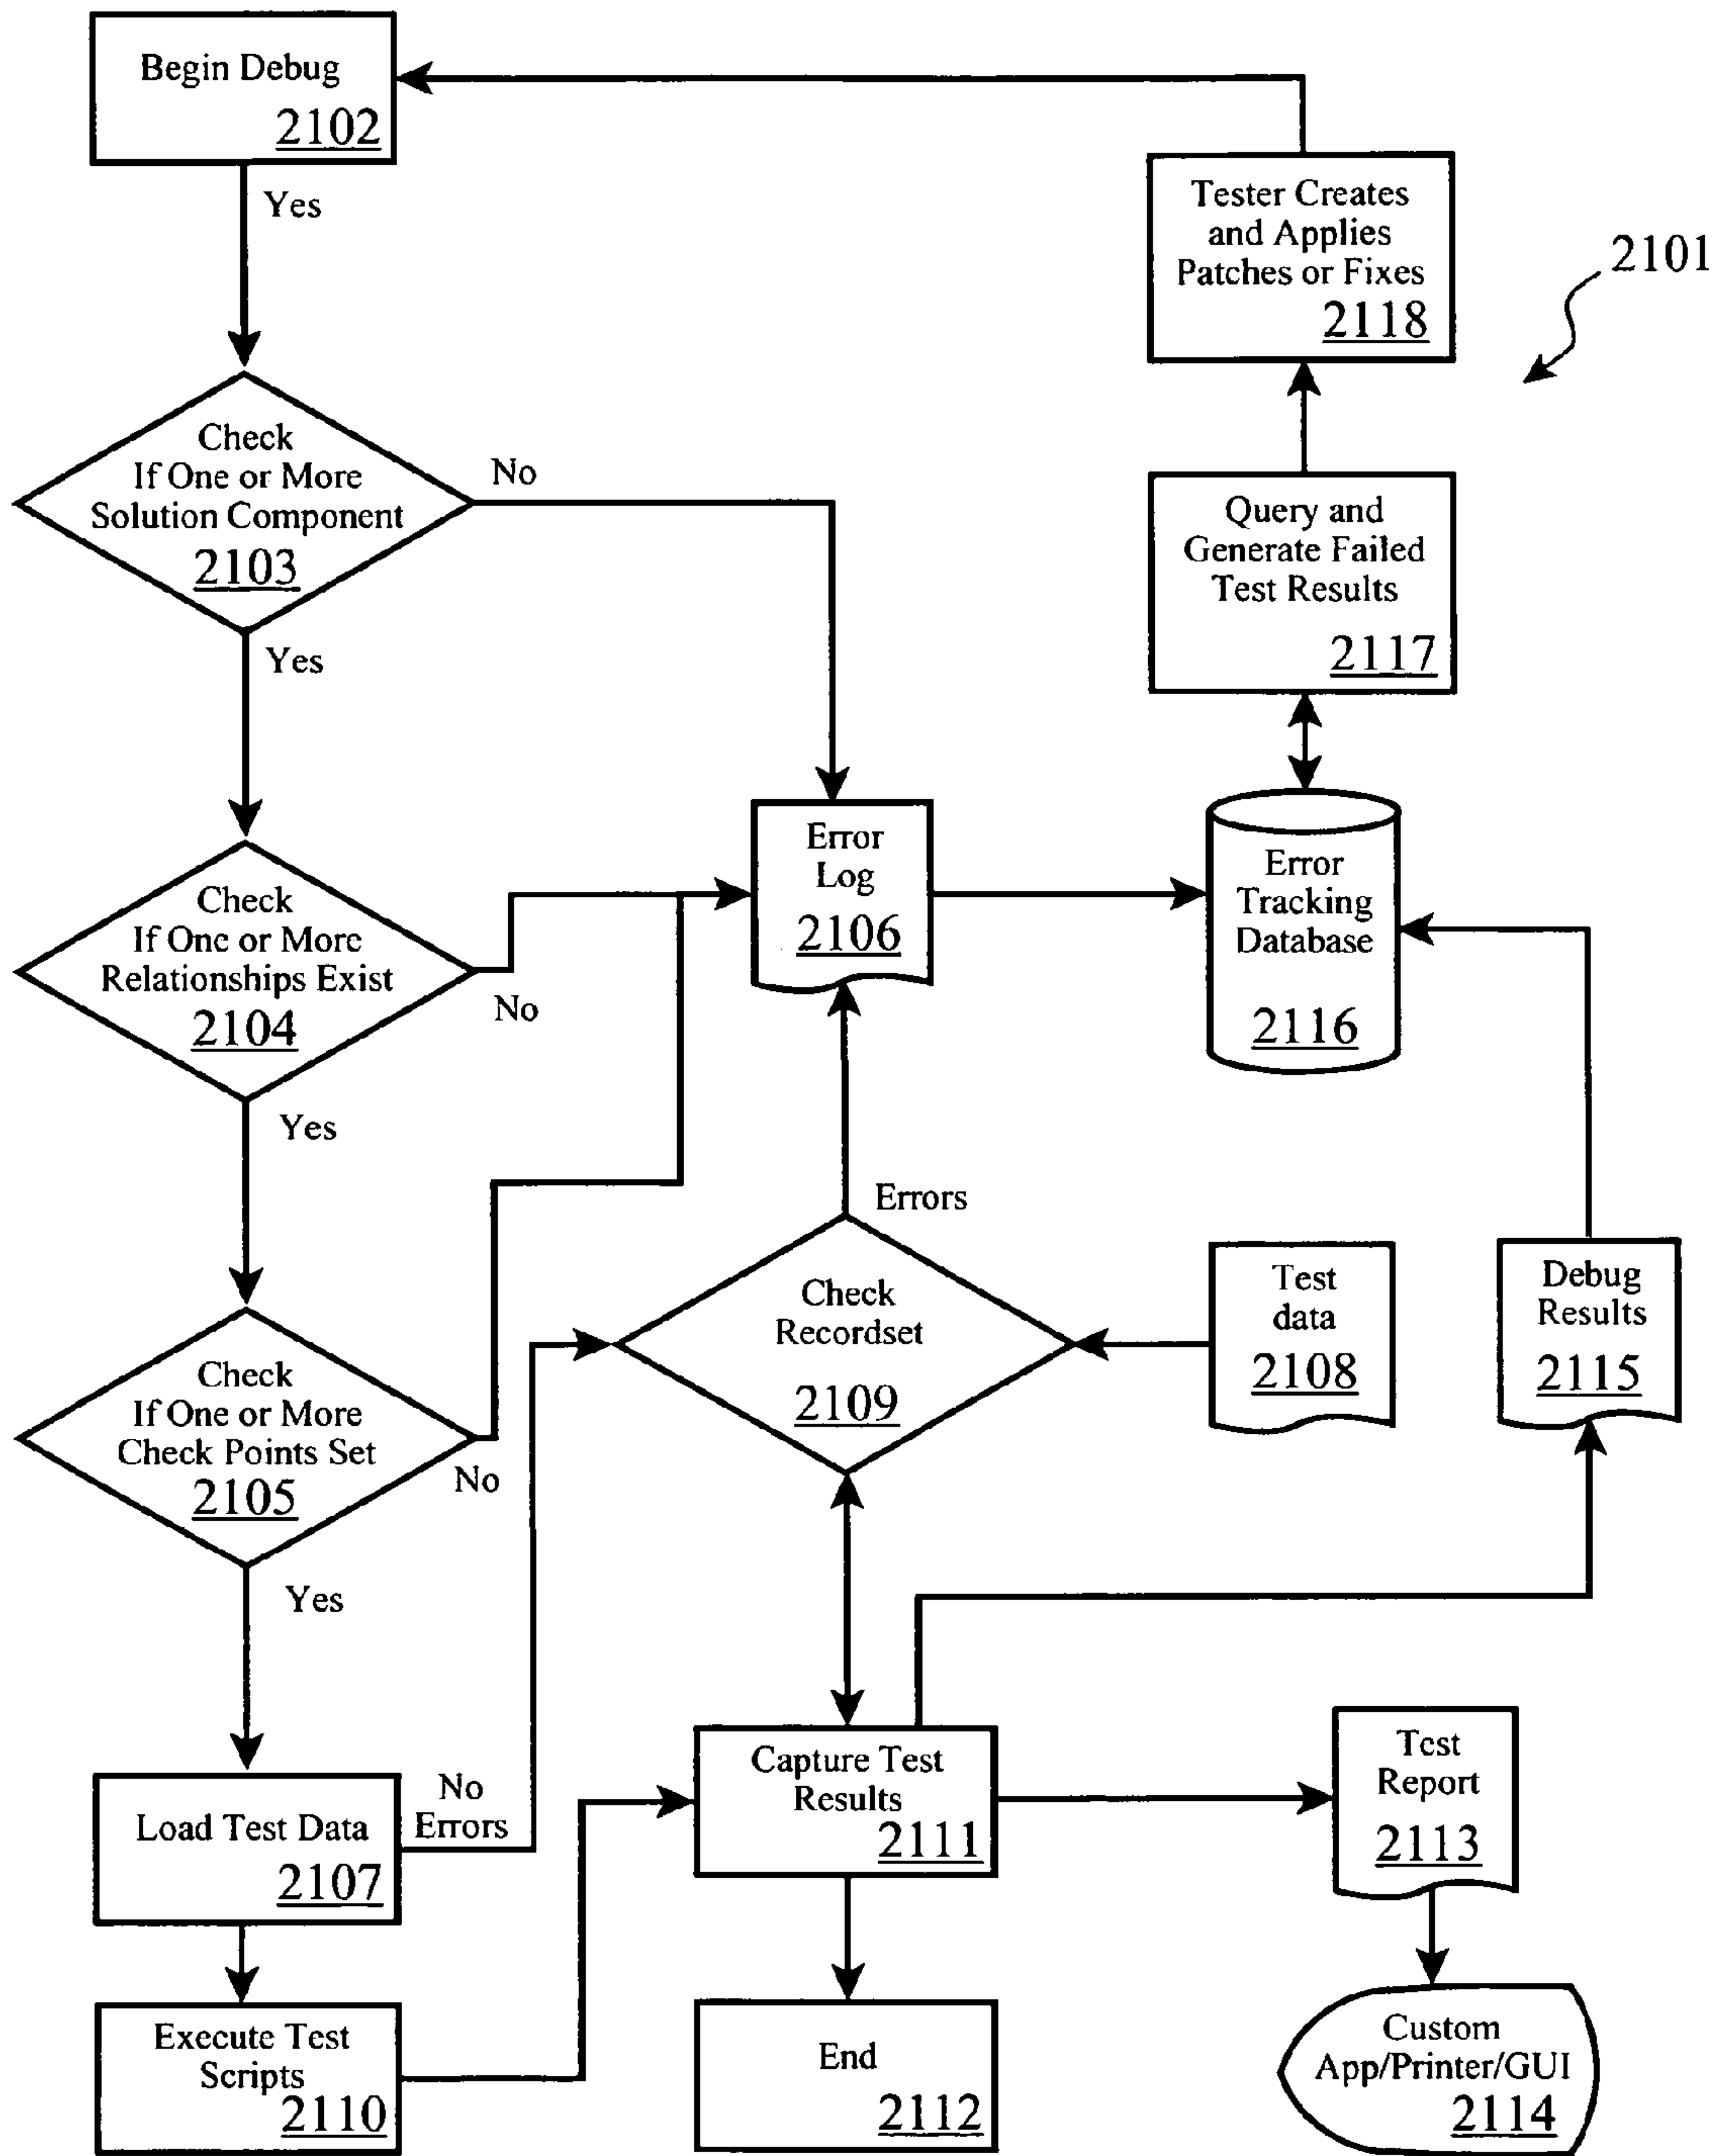 Begin Debug
2102
Yes
Tester Creates
and Applies
Patches or Fixes
2118
2101
Check
If One or More
Solution Component
2103
No
Yes
Query and
Generate Failed
Test Results
2117
Error
Log
2106
Error
Tracking
Database
2116
Check
If One or More
Relationships Exist
2104
No
Yes
Errors
Check
Recordset
2109
Test
data
2108
Debug
Results
2115
Check
If One or More
Check Points Set
2105
No
Yes
Load Test Data
2107
No
Errors
Capture Test
Results
2111
Test
Report
2113
Execute Test
Scripts
2110
End
2112
Custom
App/Printer/GUI
2114